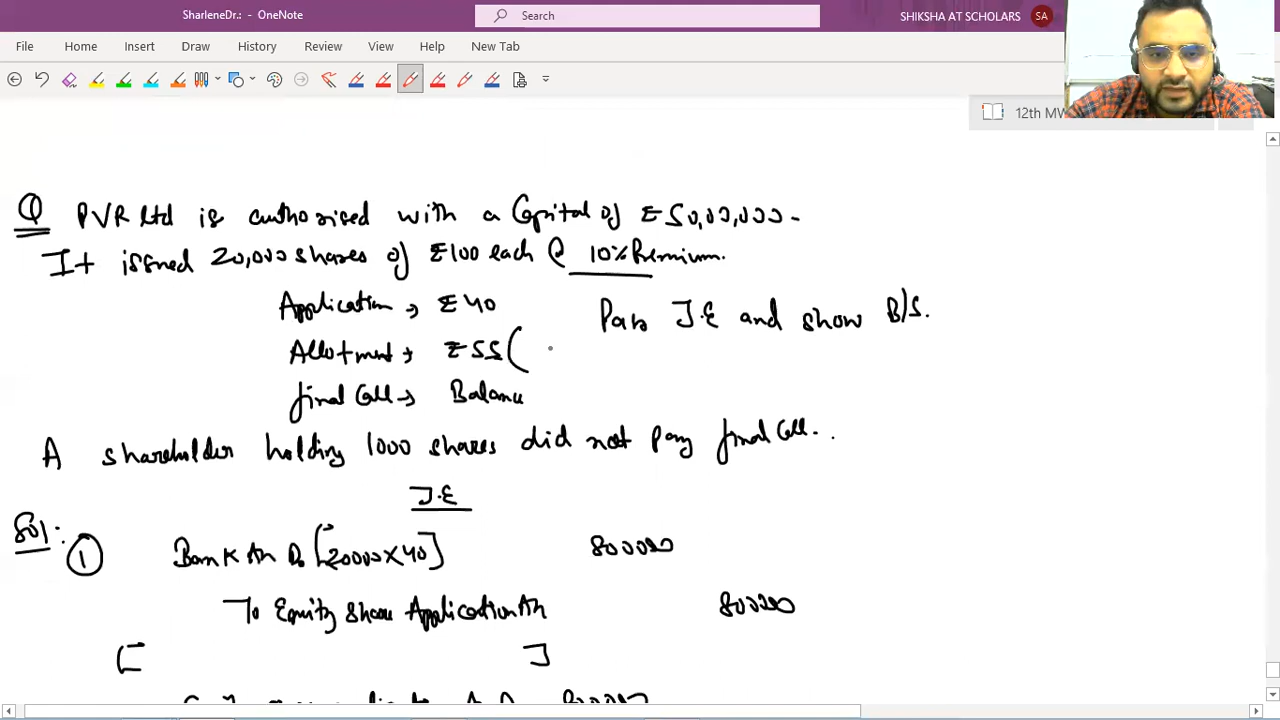 SharleneDr.: - OneNote
Search
SHIKSHA AT SCHOLARS SA
File Home Insert Draw History Review View Help New Tab
12th MW
Q PVR Ltd is authorised with a Capital of ₹50,00,000-
It issued 20,000 shares of ₹100 each @ 10% Premium.
Application → ₹40
Pass J.E and show B/S.
Allotment → ₹55(
final Call → Balance
A shareholder holding 1000 shares did not pay final Call.
J.E
Sol:
1 Bank A/c Dr [20000×40] 800000
To Equity Share Application A/c 800000
[ ]